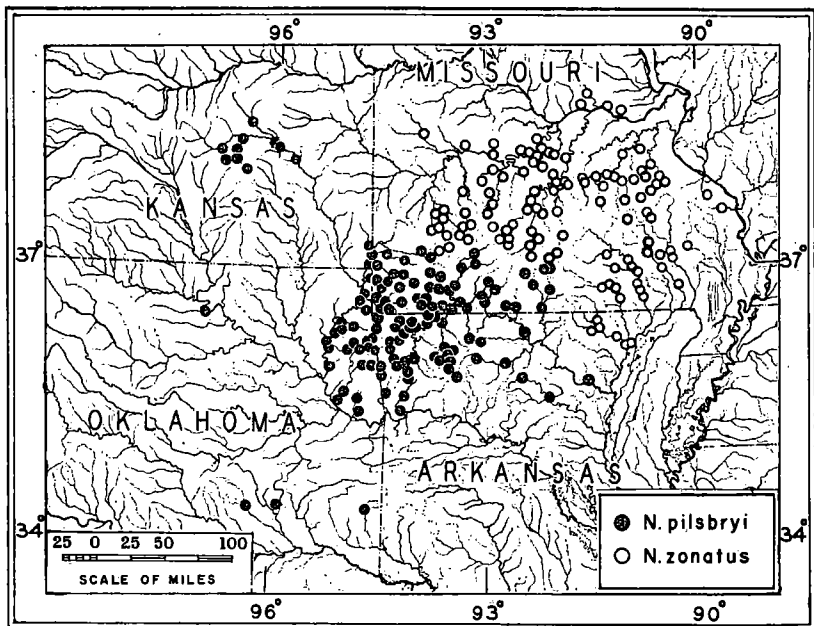 96° 93° 90°
MISSOURI
KANSAS
37° 37°
OKLAHOMA
ARKANSAS
N. pilsbryi
N. zonatus
34° 34°
25 0 25 50 100
SCALE OF MILES
96° 93° 90°